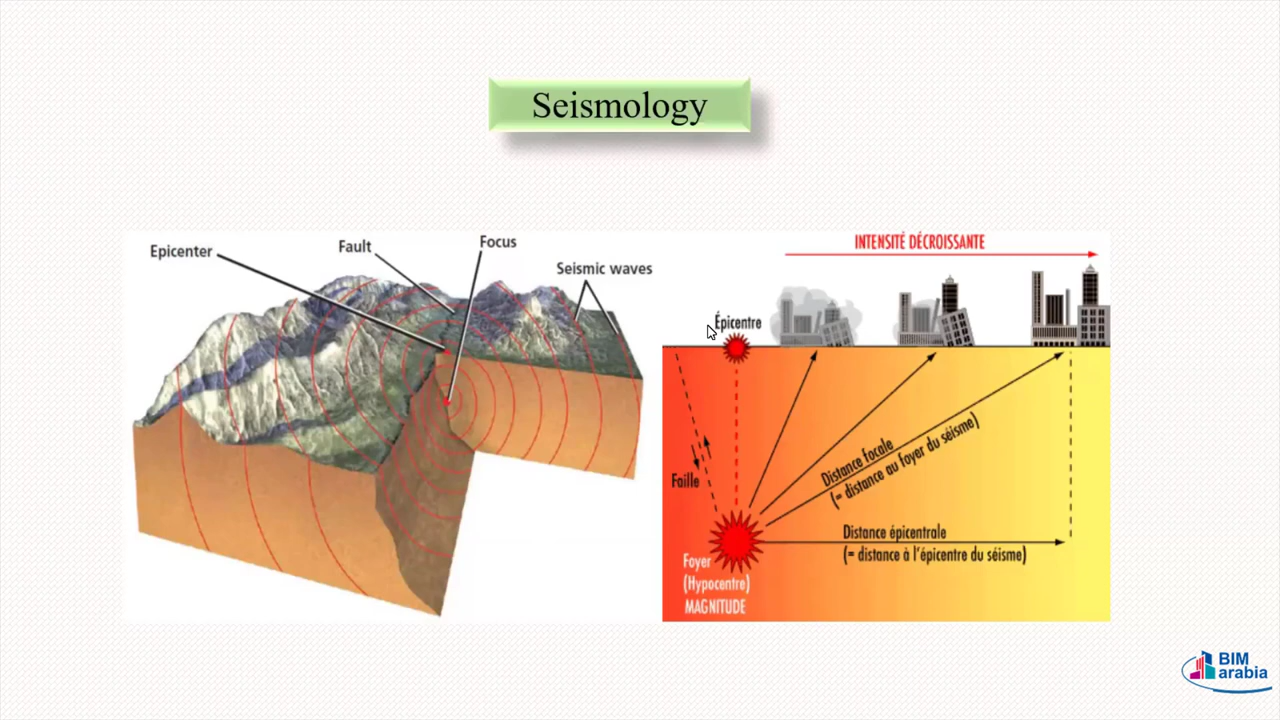 Seismology
Epicenter
Fault
Focus
Seismic waves
INTENSITÉ DÉCROISSANTE
Épicentre
Faille
Distance focale
(= distance au foyer du séisme)
Distance épicentrale
(= distance à l'épicentre du séisme)
Foyer
(Hypocentre)
MAGNITUDE
BIM
arabia